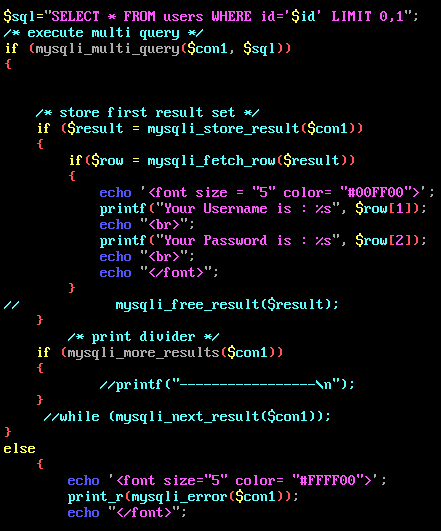 $sql="SELECT * FROM users WHERE id='$id' LIMIT 0,1";
/* execute multi query */
if (mysqli_multi_query($con1, $sql))
{
/* store first result set */
if ($result = mysqli_store_result($con1))
{
if($row = mysqli_fetch_row($result))
{
echo '<font size = "5" color= "#00FF00">';
printf("Your Username is : %s", $row[1]);
echo "<br>";
printf("Your Password is : %s", $row[2]);
echo "<br>";
echo "</font>";
}
// mysqli_free_result($result);
}
/* print divider */
if (mysqli_more_results($con1))
{
//printf("-----------------\n");
}
//while (mysqli_next_result($con1));
}
else
{
echo '<font size="5" color= "#FFFF00">';
print_r(mysqli_error($con1));
echo "</font>";